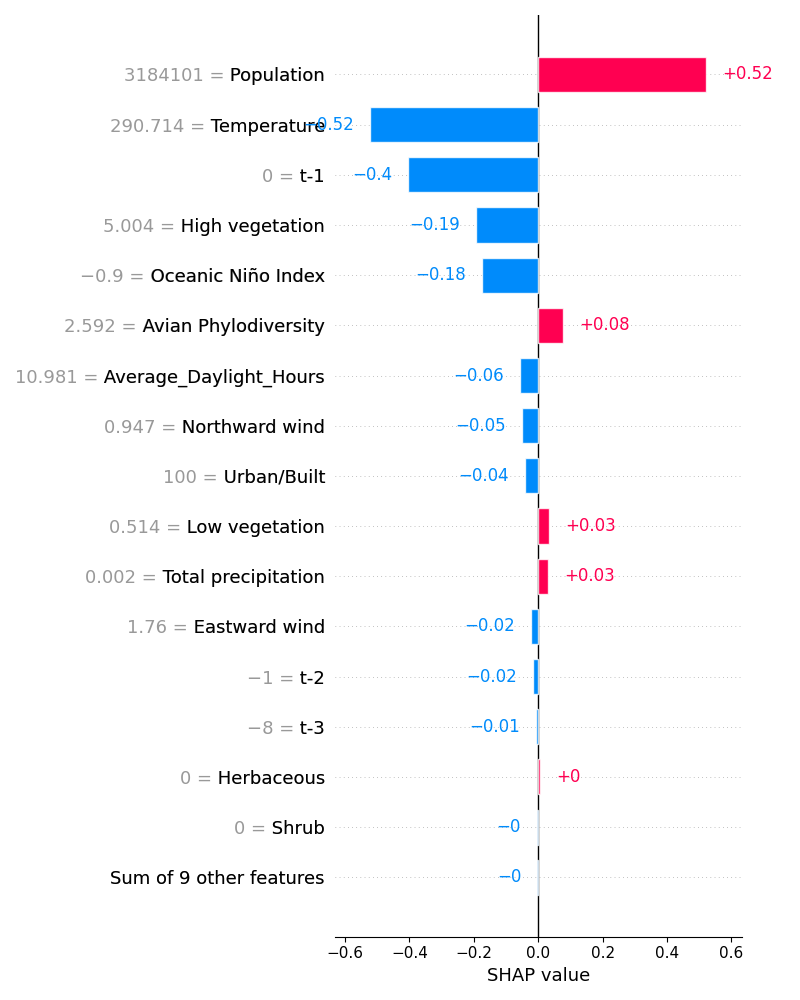 3184101 = Population +0.52
290.714 = Temperature −0.52
0 = t-1 −0.4
5.004 = High vegetation −0.19
−0.9 = Oceanic Niño Index −0.18
2.592 = Avian Phylodiversity +0.08
10.981 = Average_Daylight_Hours −0.06
0.947 = Northward wind −0.05
100 = Urban/Built −0.04
0.514 = Low vegetation +0.03
0.002 = Total precipitation +0.03
1.76 = Eastward wind −0.02
−1 = t-2 −0.02
−8 = t-3 −0.01
0 = Herbaceous +0
0 = Shrub −0
Sum of 9 other features −0
−0.6 −0.4 −0.2 0.0 0.2 0.4 0.6
SHAP value